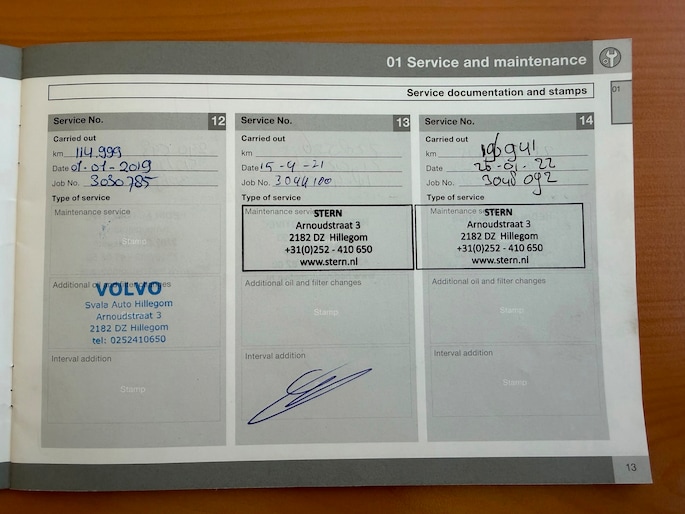 01 Service and maintenance
01
Service documentation and stamps
Service No. 12
Carried out
km 114.999
Date 01-01-2019
Job No. 3030785
Type of service
Maintenance service
Stamp
Additional oil and filter changes
VOLVO
Svala Auto Hillegom
Arnoudstraat 3
2182 DZ Hillegom
tel: 0252410650
Interval addition
Stamp
Service No. 13
Carried out
km
Date 15-4-21
Job No. 3044100
Type of service
Maintenance service
STERN
Arnoudstraat 3
2182 DZ Hillegom
+31(0)252 - 410 650
www.stern.nl
Additional oil and filter changes
Stamp
Interval addition
Service No. 14
Carried out
km
Date
Job No. 3048092
Type of service
Maintenance
STERN
Arnoudstraat 3
2182 DZ Hillegom
+31(0)252 - 410 650
www.stern.nl
Additional oil and filter changes
Stamp
Interval addition
Stamp
13